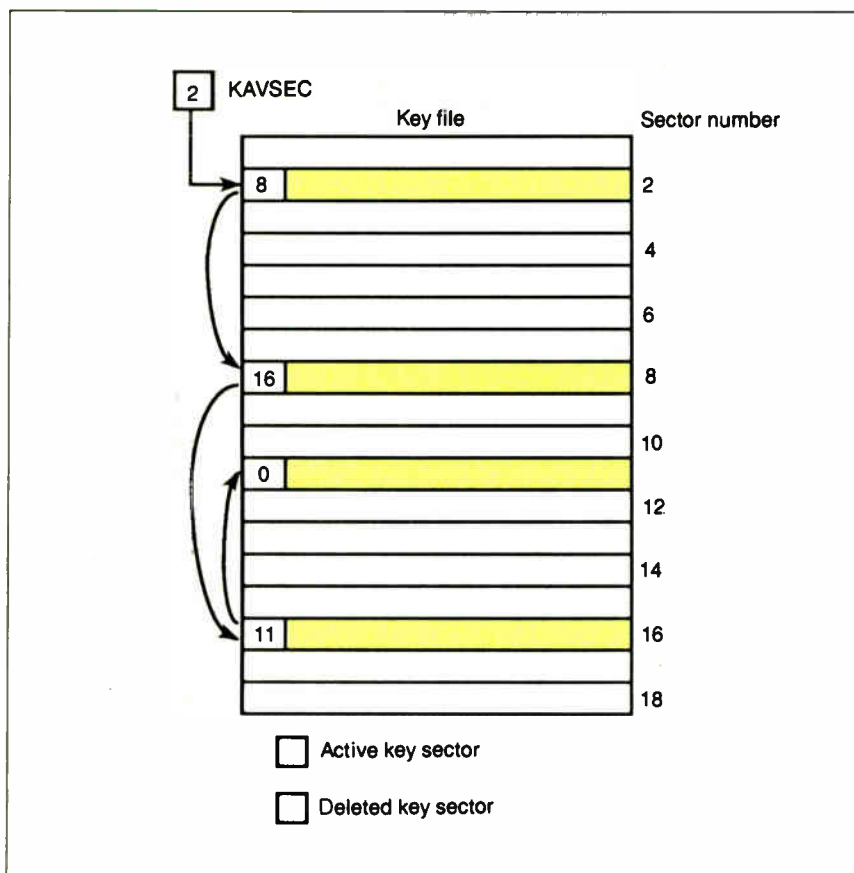 2 KAVSEC
Key file Sector number
8 2
4
6
16 8
10
0
12
14
11 16
18
Active key sector
Deleted key sector